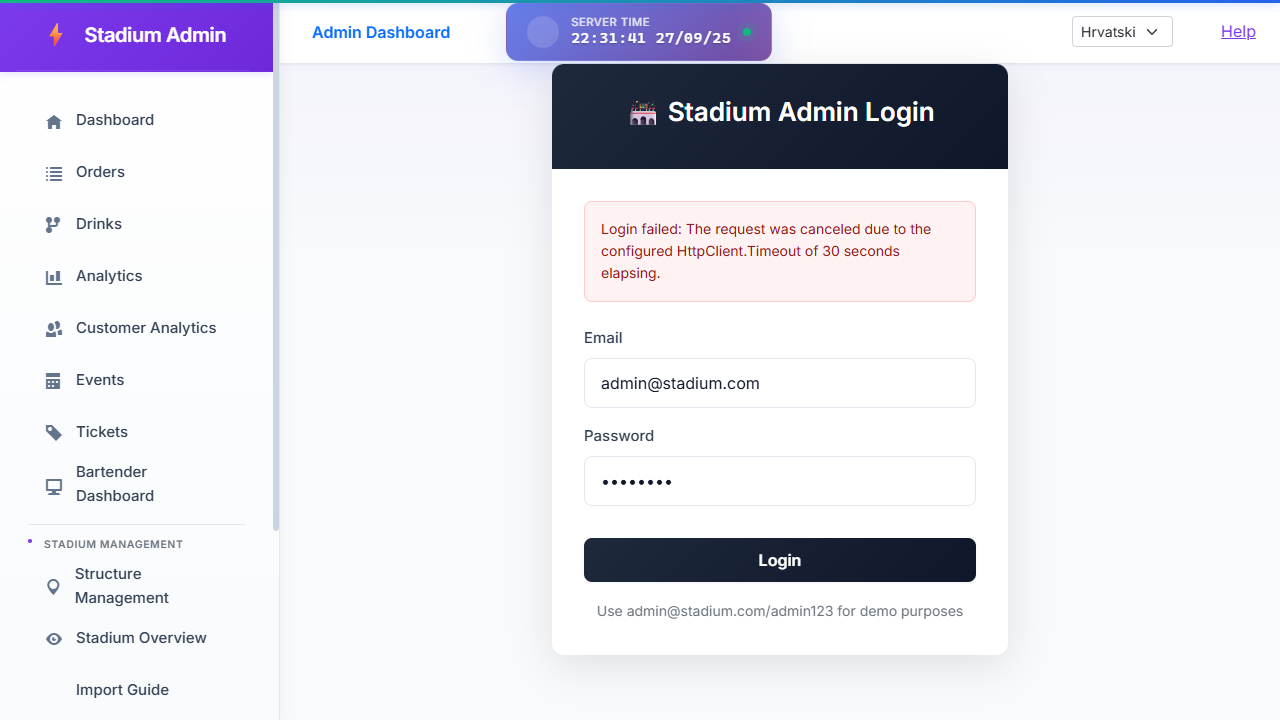 Stadium Admin
Admin Dashboard
SERVER TIME
22:31:41 27/09/25
Hrvatski
Help
Dashboard
Orders
Drinks
Analytics
Customer Analytics
Events
Tickets
Bartender
Dashboard
STADIUM MANAGEMENT
Structure
Management
Stadium Overview
Import Guide
Stadium Admin Login
Login failed: The request was canceled due to the
configured HttpClient.Timeout of 30 seconds
elapsing.
Email
admin@stadium.com
Password
••••••••
Login
Use admin@stadium.com/admin123 for demo purposes